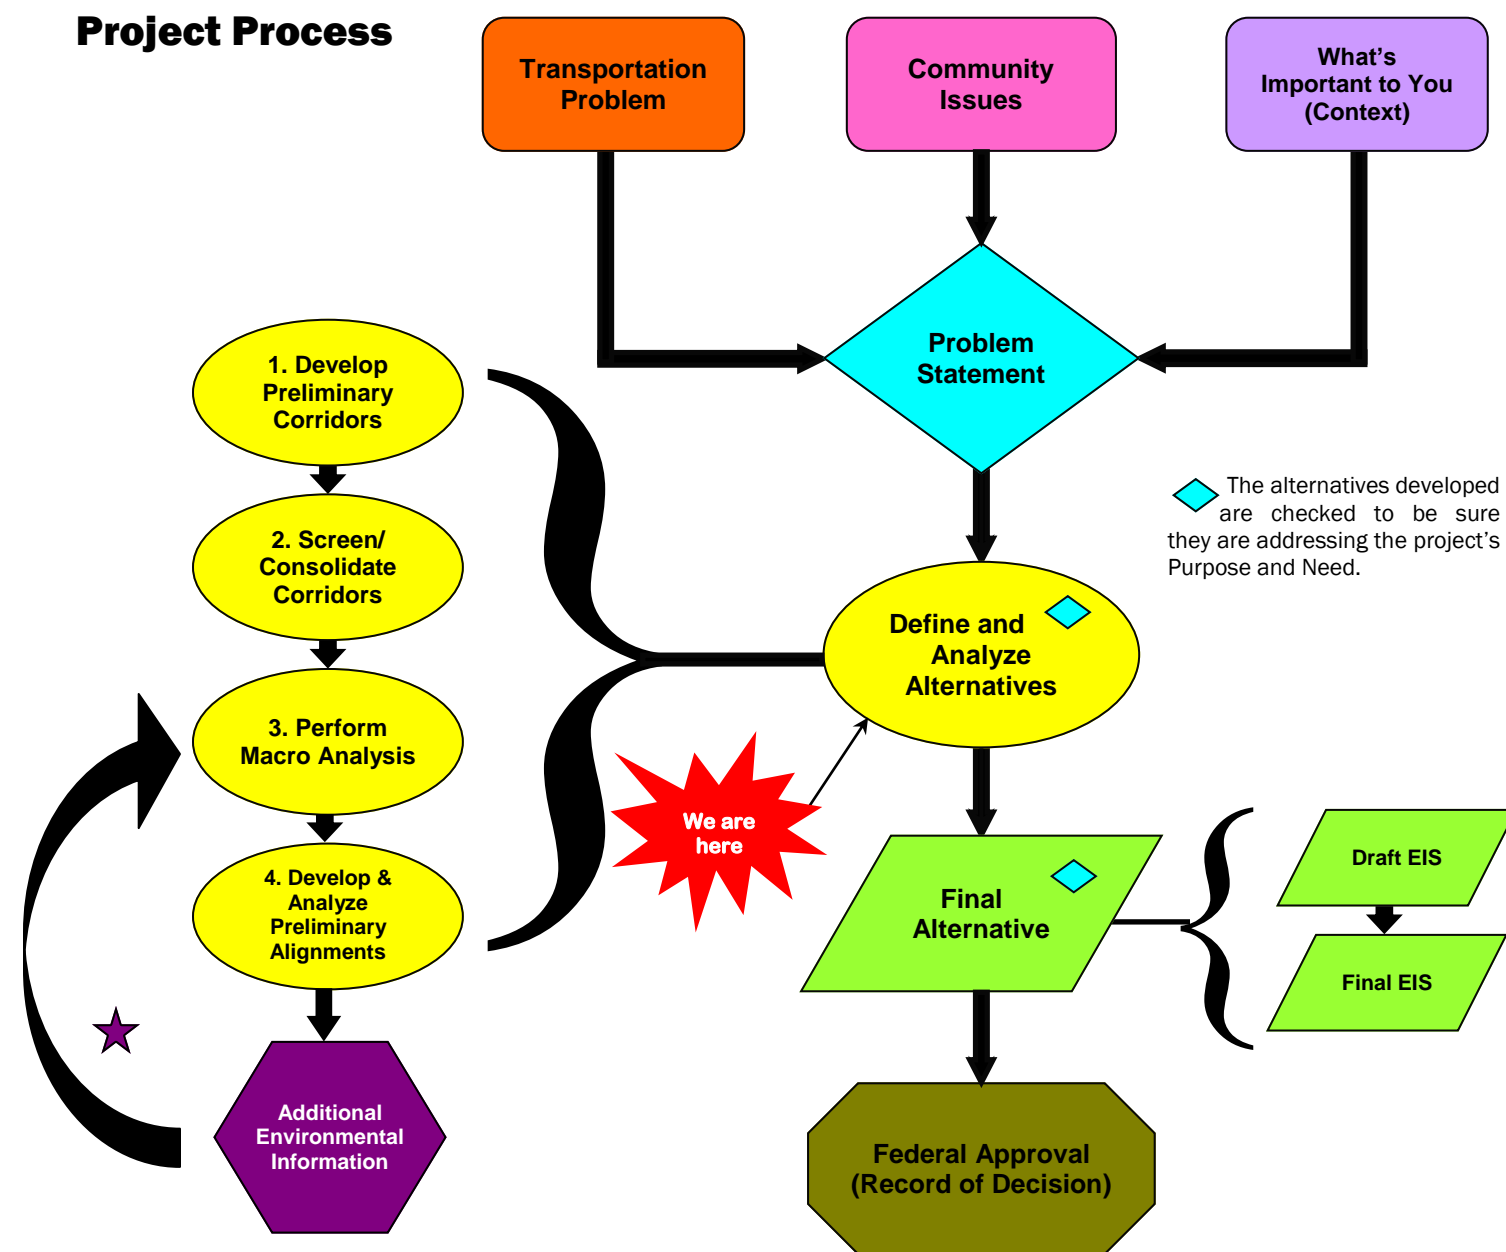 Project Process
Transportation
Problem
Community
Issues
What's
Important to You
(Context)
Problem
Statement
1. Develop
Preliminary
Corridors
2. Screen/
Consolidate
Corridors
3. Perform
Macro Analysis
4. Develop &
Analyze
Preliminary
Alignments
Additional
Environmental
Information
The alternatives developed
are checked to be sure
they are addressing the project's
Purpose and Need.
Define and
Analyze
Alternatives
We are
here
Final
Alternative
Draft EIS
Final EIS
Federal Approval
(Record of Decision)